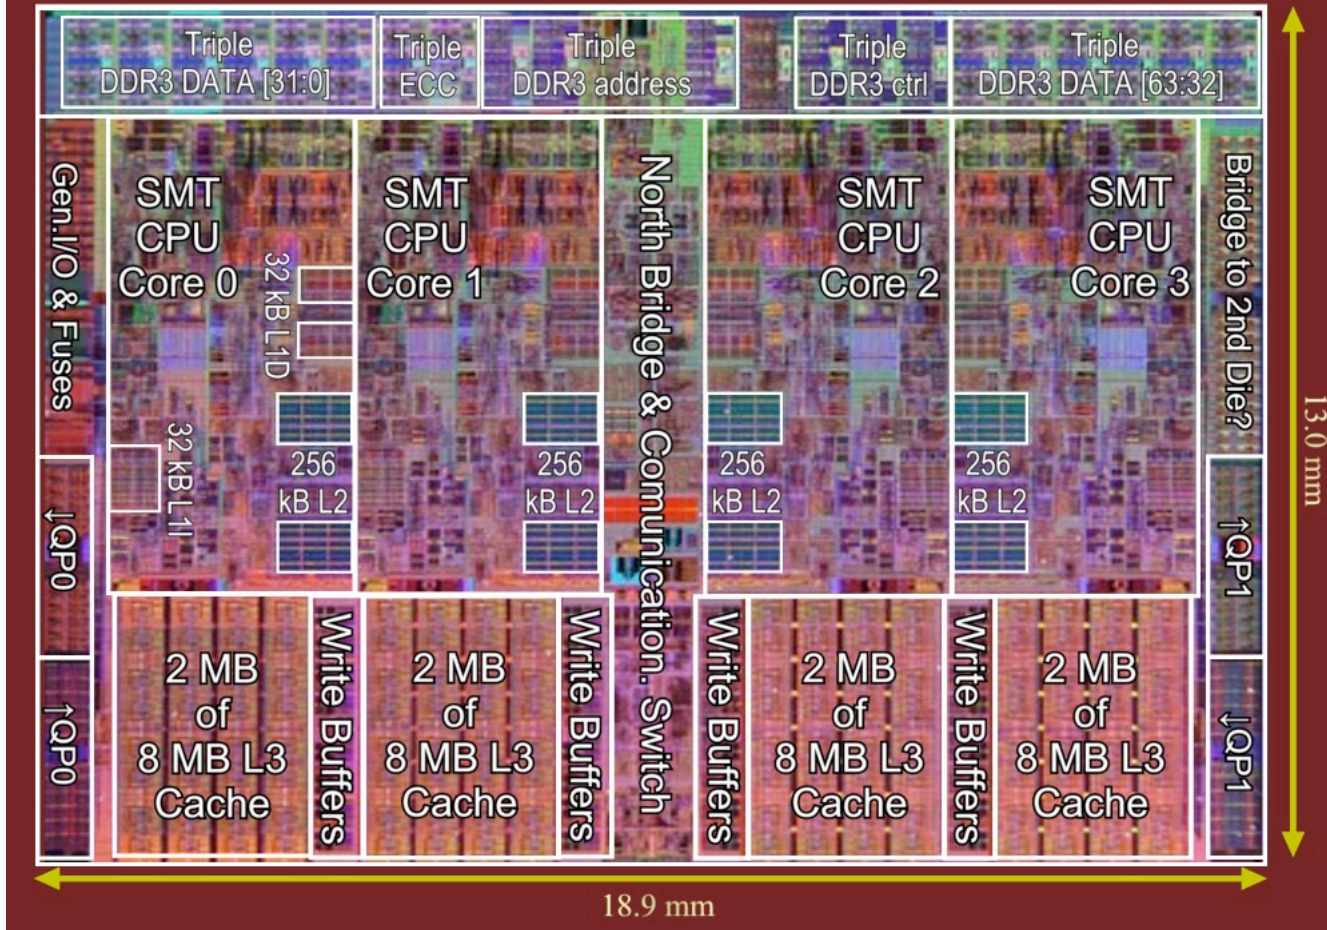 Triple
DDR3 DATA [31:0]
Triple
ECC
Triple
DDR3 address
Triple
DDR3 ctrl
Triple
DDR3 DATA [63:32]
Gen.I/O & Fuses
SMT
CPU
Core 0
32 kB L1D
32 kB L1I
256
kB L2
SMT
CPU
Core 1
256
kB L2
North Bridge & Comunication. Switch
SMT
CPU
Core 2
256
kB L2
SMT
CPU
Core 3
256
kB L2
Bridge to 2nd Die?
↓QP0
↑QP0
2 MB
of
8 MB L3
Cache
Write Buffers
2 MB
of
8 MB L3
Cache
Write Buffers
Write Buffers
2 MB
of
8 MB L3
Cache
Write Buffers
2 MB
of
8 MB L3
Cache
↑QP1
↓QP1
13.0 mm
18.9 mm